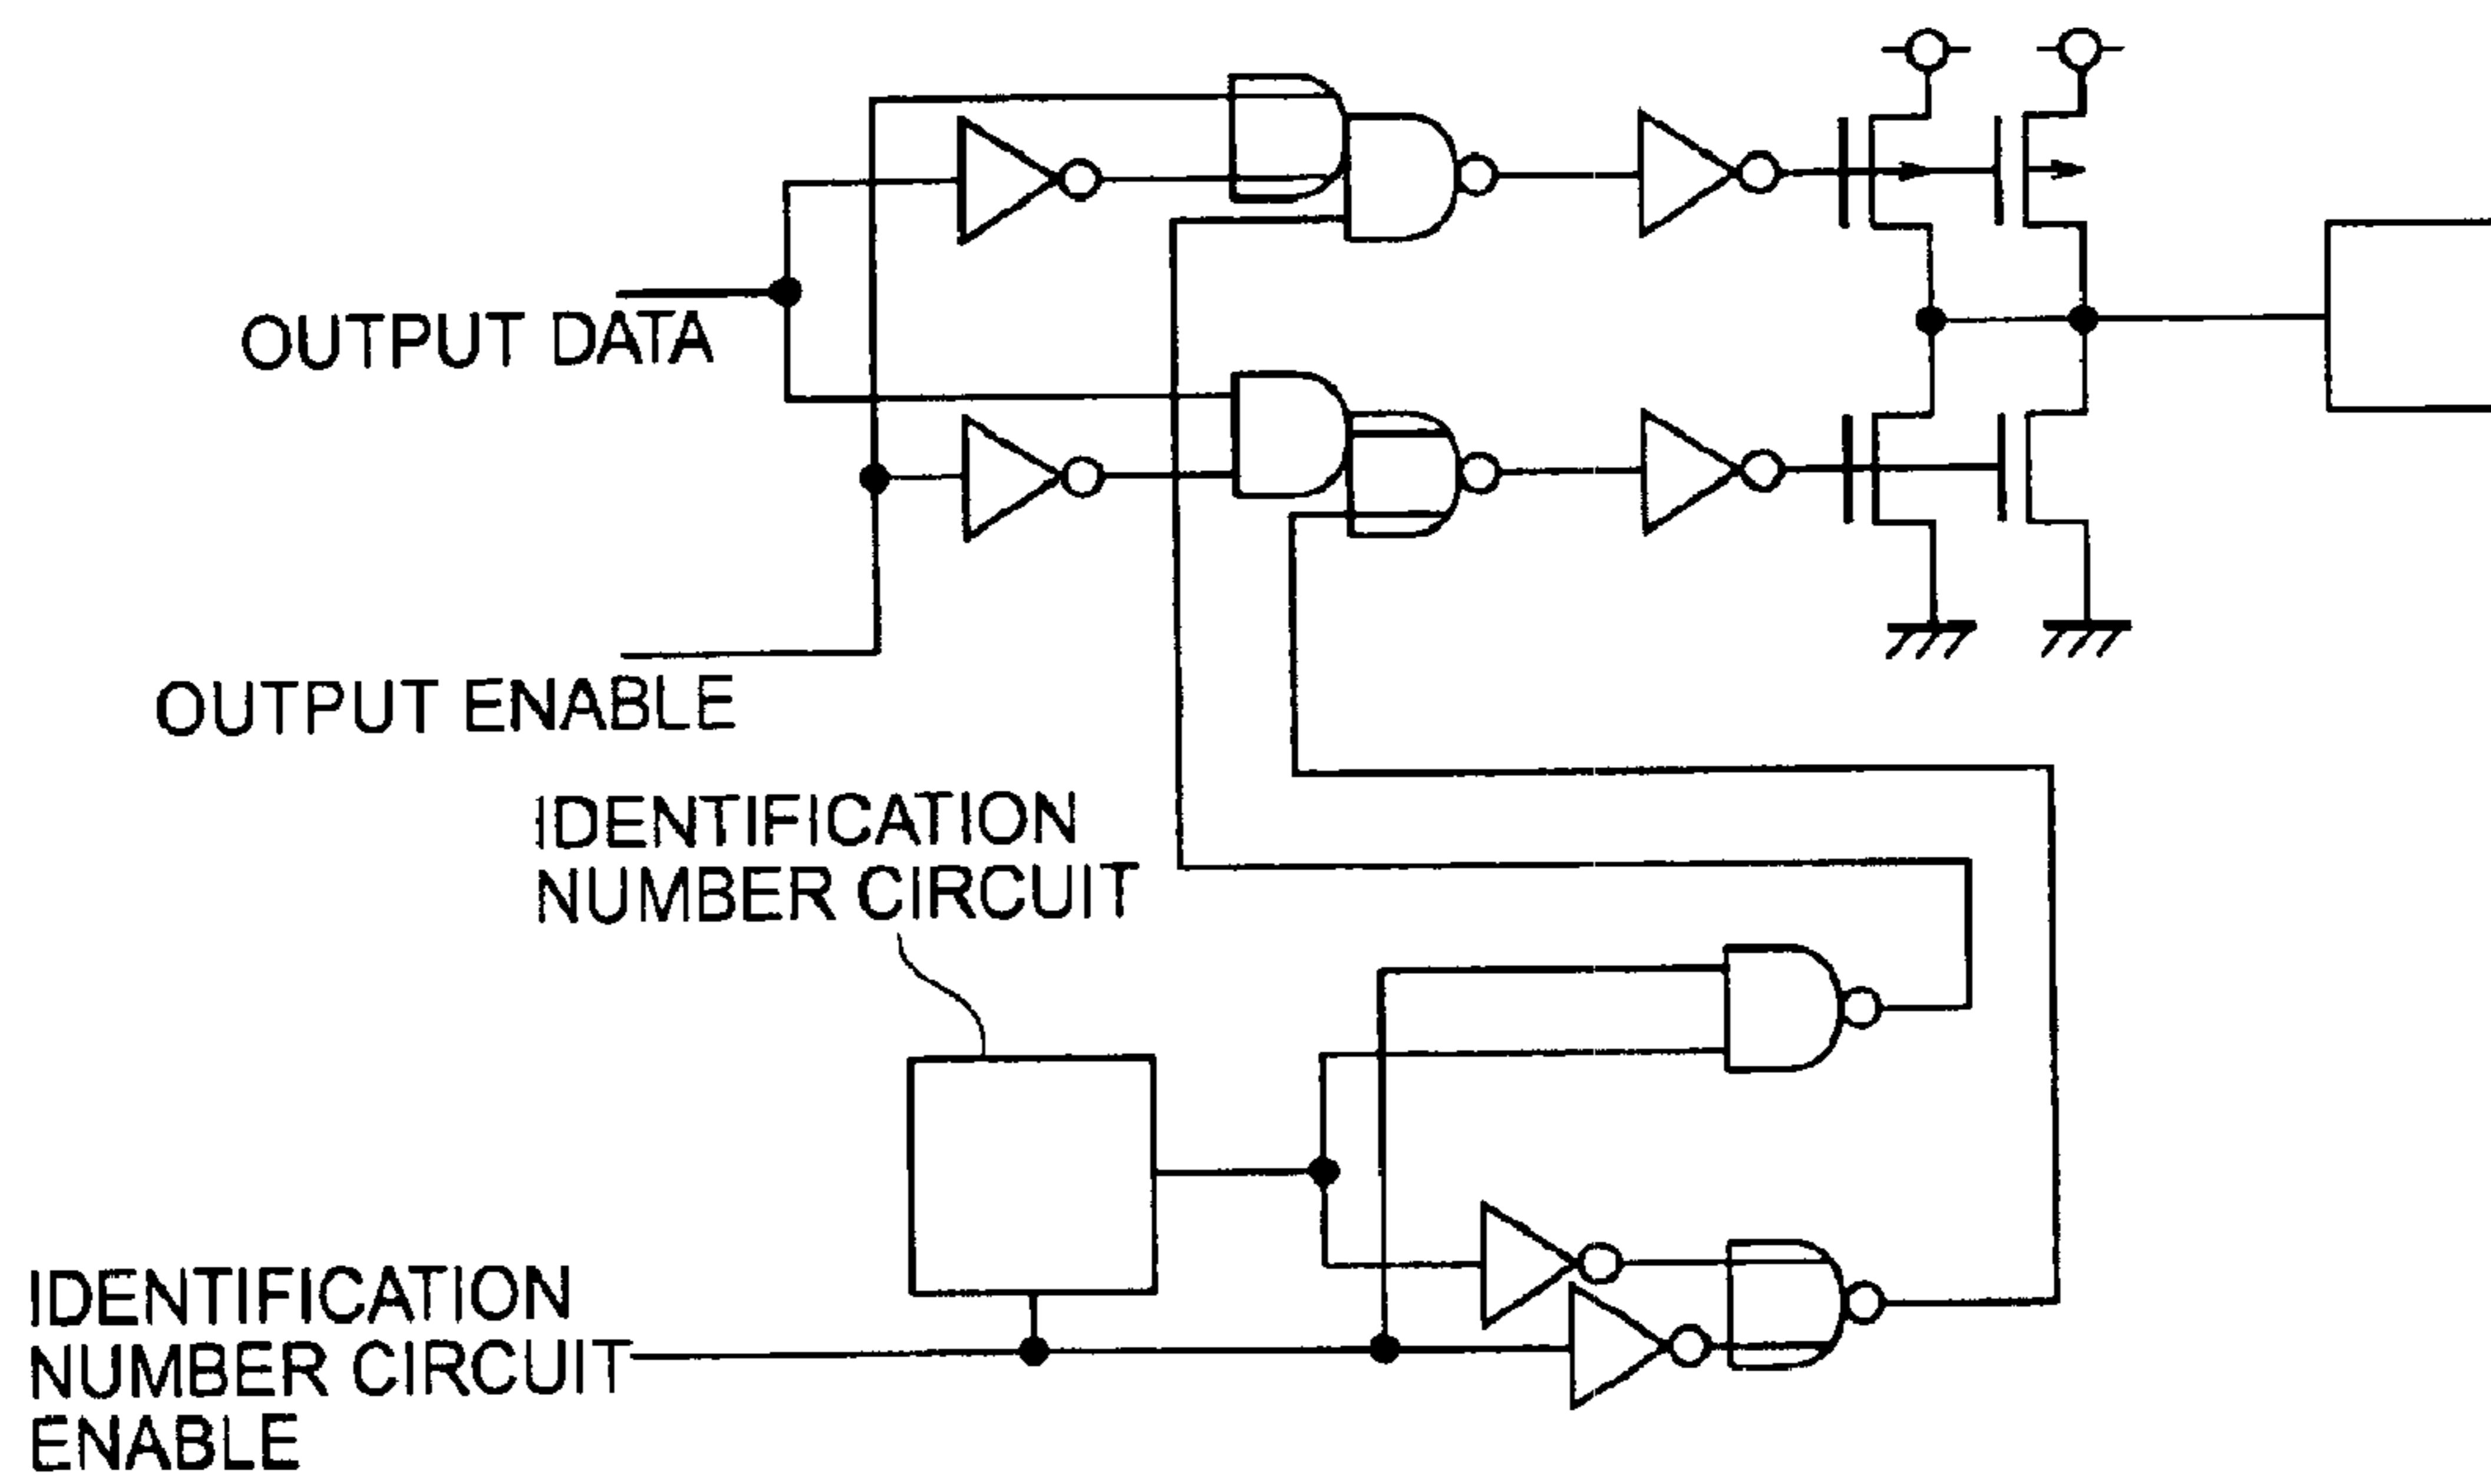 OUTPUT DATA
OUTPUT ENABLE
IDENTIFICATION
NUMBER CIRCUIT
IDENTIFICATION
NUMBER CIRCUIT
ENABLE